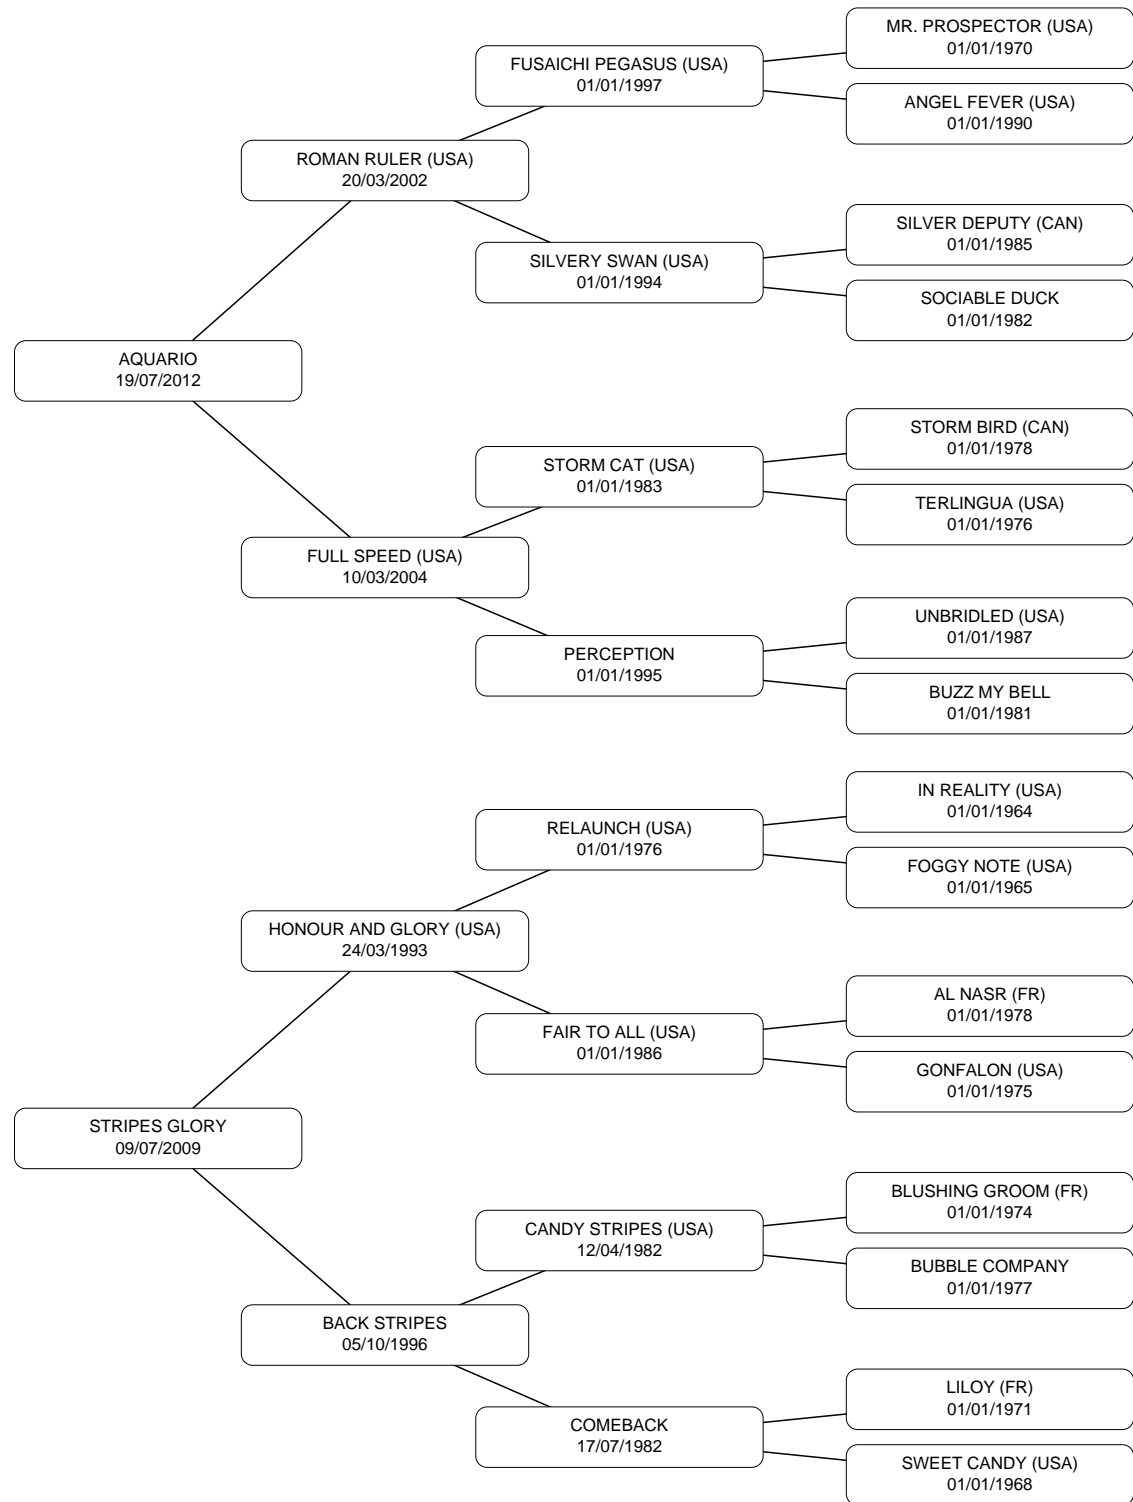 MR. PROSPECTOR (USA)
01/01/1970
FUSAICHI PEGASUS (USA)
01/01/1997
ANGEL FEVER (USA)
01/01/1990
ROMAN RULER (USA)
20/03/2002
SILVER DEPUTY (CAN)
01/01/1985
SILVERY SWAN (USA)
01/01/1994
SOCIABLE DUCK
01/01/1982
AQUARIO
19/07/2012
STORM BIRD (CAN)
01/01/1978
STORM CAT (USA)
01/01/1983
TERLINGUA (USA)
01/01/1976
FULL SPEED (USA)
10/03/2004
UNBRIDLED (USA)
01/01/1987
PERCEPTION
01/01/1995
BUZZ MY BELL
01/01/1981
IN REALITY (USA)
01/01/1964
RELAUNCH (USA)
01/01/1976
FOGGY NOTE (USA)
01/01/1965
HONOUR AND GLORY (USA)
24/03/1993
AL NASR (FR)
01/01/1978
FAIR TO ALL (USA)
01/01/1986
GONFALON (USA)
01/01/1975
STRIPES GLORY
09/07/2009
BLUSHING GROOM (FR)
01/01/1974
CANDY STRIPES (USA)
12/04/1982
BUBBLE COMPANY
01/01/1977
BACK STRIPES
05/10/1996
LILOY (FR)
01/01/1971
COMEBACK
17/07/1982
SWEET CANDY (USA)
01/01/1968